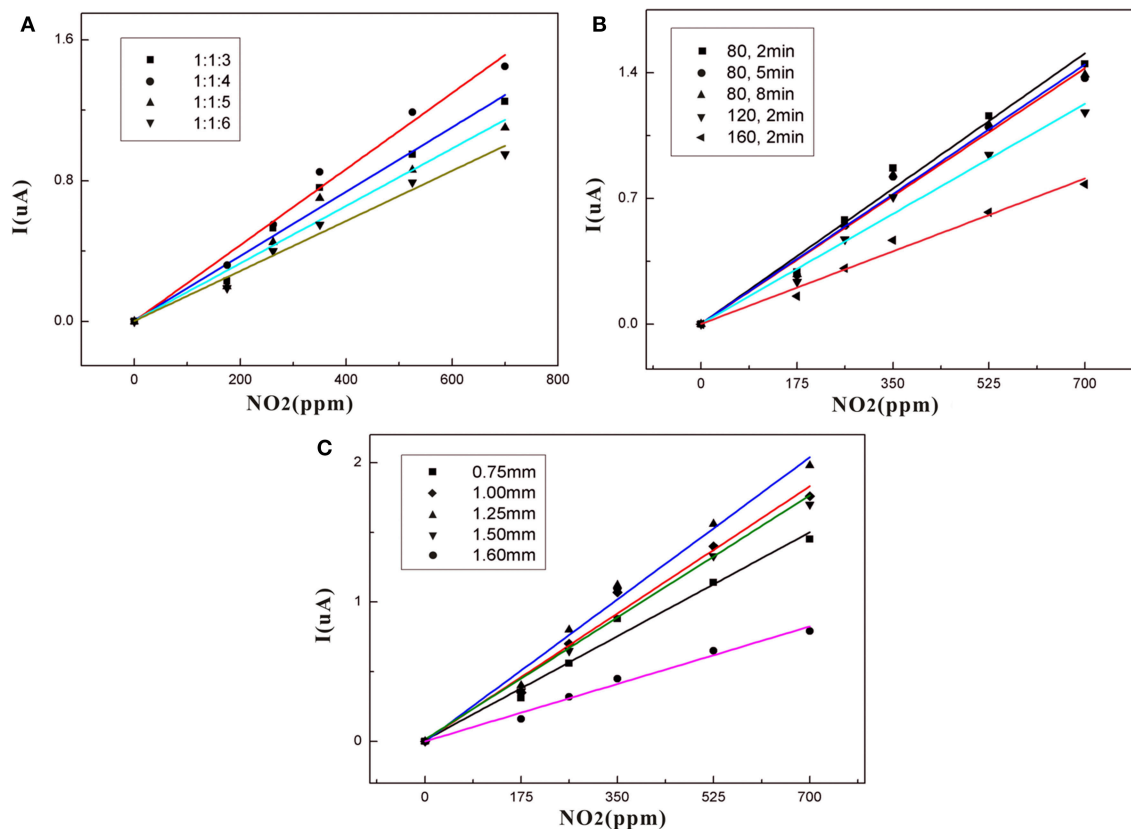 A
1.6
0.8
0.0
I(uA)
1:1:3
1:1:4
1:1:5
1:1:6
0
200
400
600
800
NO2(ppm)
B
1.4
0.7
0.0
I(uA)
80, 2min
80, 5min
80, 8min
120, 2min
160, 2min
0
175
350
525
700
NO2(ppm)
C
2
1
0
I(uA)
0.75mm
1.00mm
1.25mm
1.50mm
1.60mm
0
175
350
525
700
NO2(ppm)